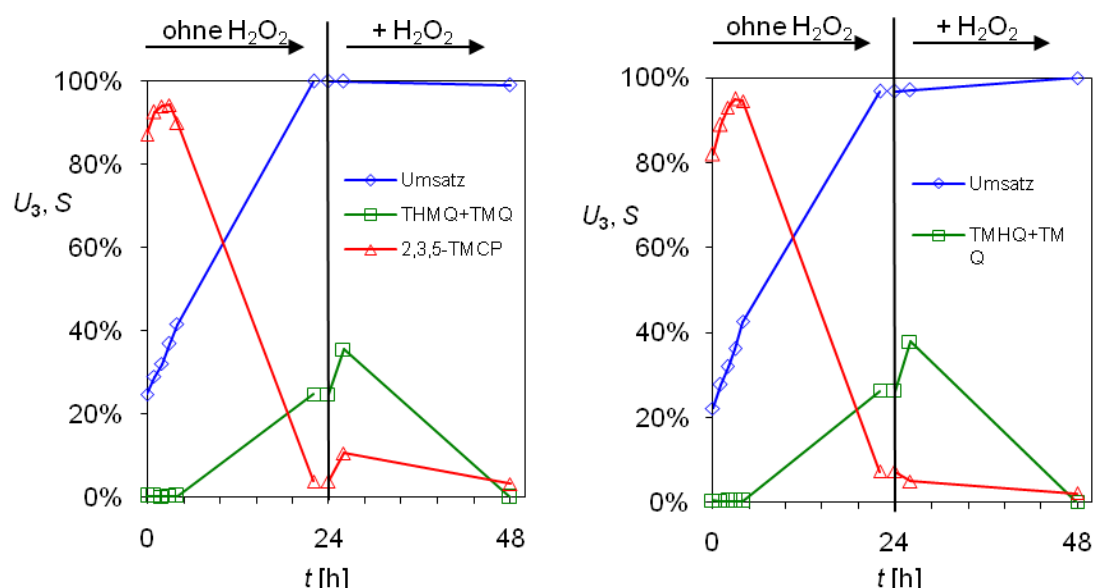 ohne H₂O₂ + H₂O₂
100%
80%
60%
40%
20%
0%
U₃, S
Umsatz
THMQ+TMQ
2,3,5-TMCP
0 24 48
t [h]
ohne H₂O₂ + H₂O₂
100%
80%
60%
40%
20%
0%
U₃, S
Umsatz
TMHQ+TM
Q
0 24 48
t [h]